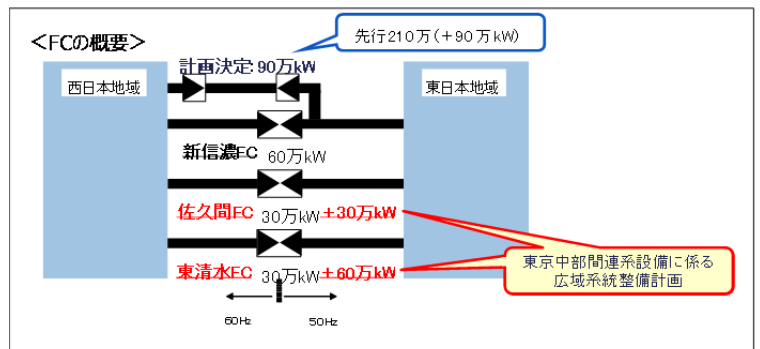 <FCの概要>
先行210万(+90万kW)
計画決定:90万kW
西日本地域
東日本地域
新信濃FC 60万kW
佐久間FC 30万kW+30万kW
東清水FC 30万kW+60万kW
東京中部間連系設備に係る
広域系統整備計画
60Hz 50Hz